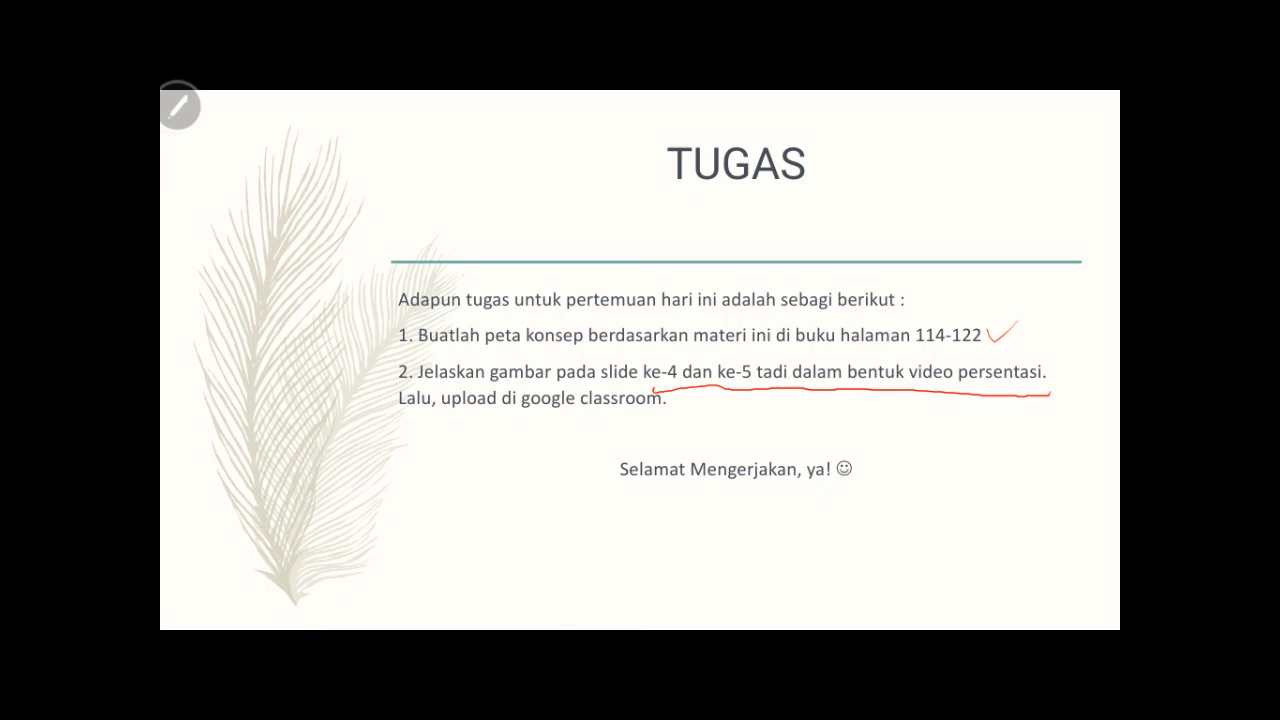 TUGAS
Adapun tugas untuk pertemuan hari ini adalah sebagi berikut :
1. Buatlah peta konsep berdasarkan materi ini di buku halaman 114-122
2. Jelaskan gambar pada slide ke-4 dan ke-5 tadi dalam bentuk video persentasi.
Lalu, upload di google classroom.
Selamat Mengerjakan, ya! ☺